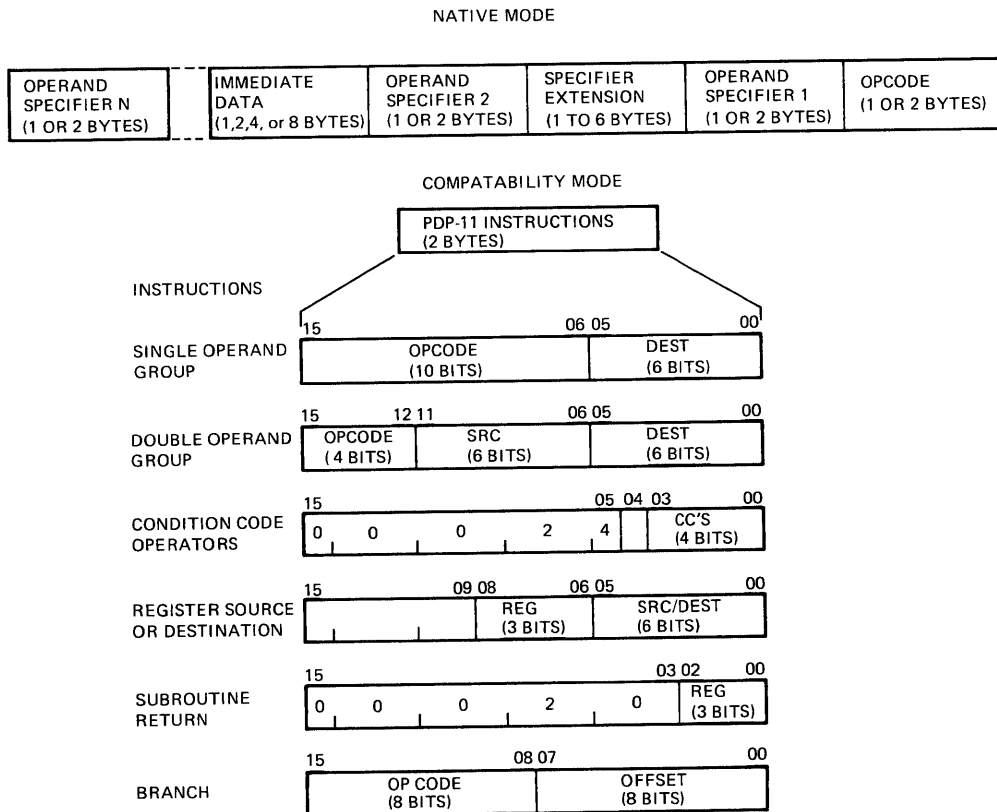 NATIVE MODE
OPERAND SPECIFIER N (1 OR 2 BYTES)
IMMEDIATE DATA (1,2,4, or 8 BYTES)
OPERAND SPECIFIER 2 (1 OR 2 BYTES)
SPECIFIER EXTENSION (1 TO 6 BYTES)
OPERAND SPECIFIER 1 (1 OR 2 BYTES)
OPCODE (1 OR 2 BYTES)
COMPATABILITY MODE
PDP-11 INSTRUCTIONS
(2 BYTES)
INSTRUCTIONS
15 06 05 00
SINGLE OPERAND GROUP
OPCODE (10 BITS)
DEST (6 BITS)
15 12 11 06 05 00
DOUBLE OPERAND GROUP
OPCODE (4 BITS)
SRC (6 BITS)
DEST (6 BITS)
15 05 04 03 00
CONDITION CODE OPERATORS
0 0 0 2 4
CC'S (4 BITS)
15 09 08 06 05 00
REGISTER SOURCE OR DESTINATION
REG (3 BITS)
SRC/DEST (6 BITS)
15 03 02 00
SUBROUTINE RETURN
0 0 0 2 0
REG (3 BITS)
15 08 07 00
BRANCH
OP CODE (8 BITS)
OFFSET (8 BITS)